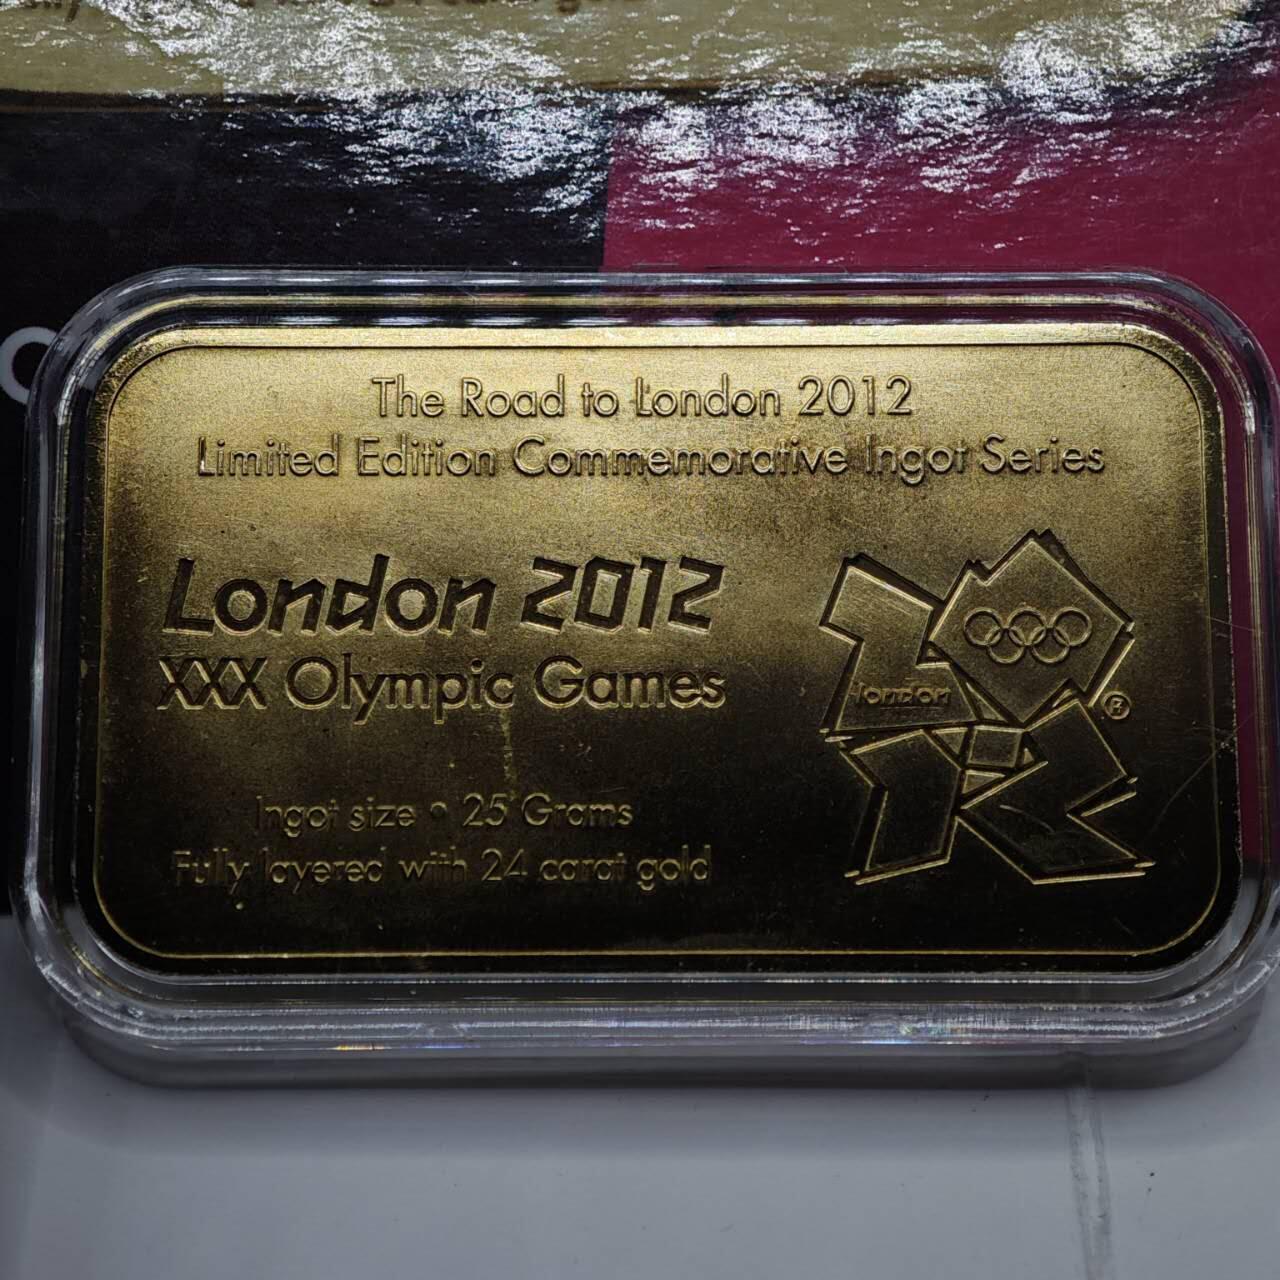 The Road to London 2012
Limited Edition Commemorative Ingot Series
London 2012
XXX Olympic Games
london
®
Ingot size • 25 Grams
Fully layered with 24 carat gold